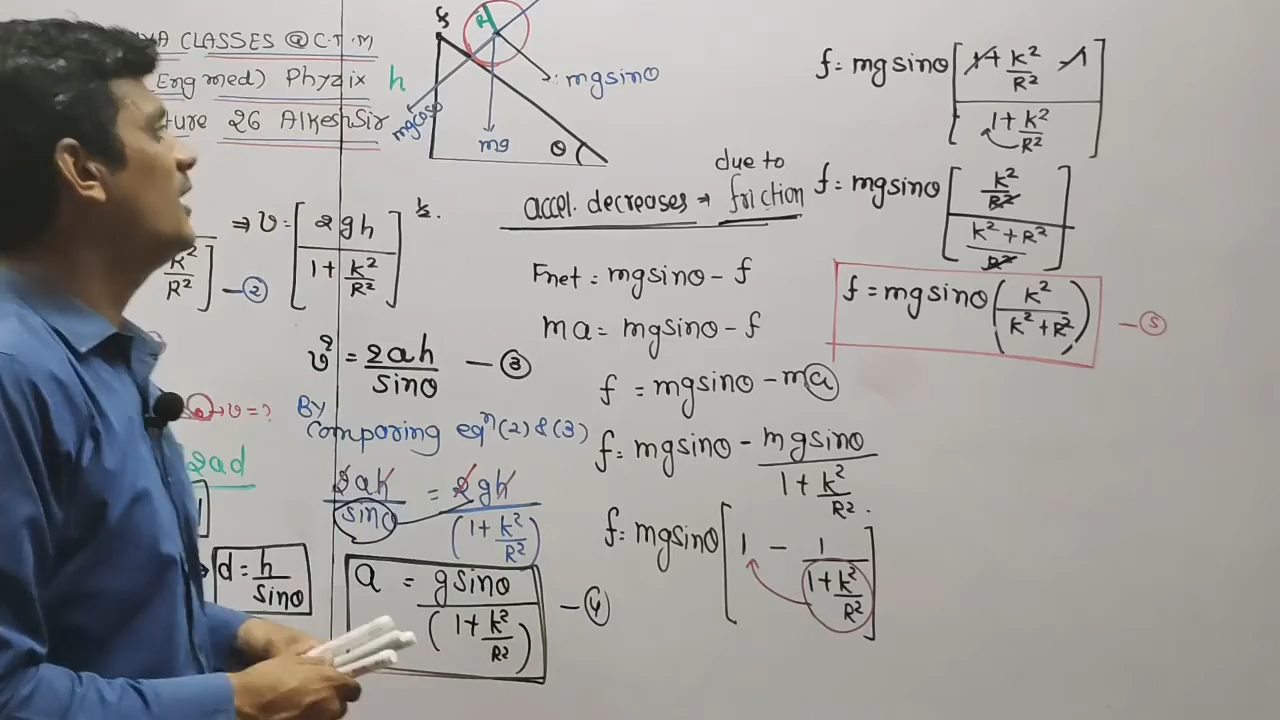 CLASSES @ C.T.M
(Eng med) Phyzix
ture 26 Alkesh Sir
h
R
mgsinθ
mgcosθ
mg
θ
⇒ v = [2gh / 1 + k²/R²]^½.
k²/R²] — ②
v² = 2ah / sinθ — ③
v = ?
By
Comporing eqⁿ (2) & (3)
2ad
2ah / sinθ = 2gh / (1 + k²/R²)
d = h / sinθ
a = gsinθ / (1 + k²/R²) — ④
accel. decreases → due to friction
Fnet = mgsinθ - f
ma = mgsinθ - f
f = mgsinθ - ma
f = mgsinθ - mgsinθ / 1 + k²/R².
f = mgsinθ [1 - 1 / 1 + k²/R²]
f = mgsinθ [1 + k²/R² - 1 / 1 + k²/R²]
f = mgsinθ [k²/R² / k² + R²/R²]
f = mgsinθ (k² / k² + R²) — ⑤